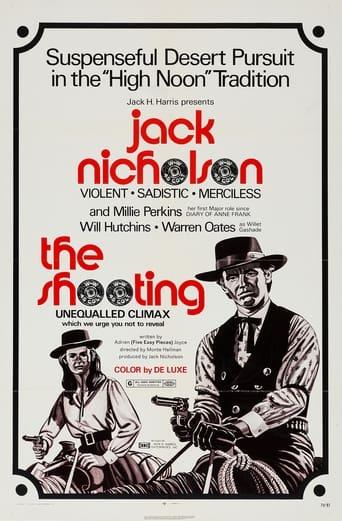 Suspenseful Desert Pursuit
in the "High Noon" Tradition
Jack H. Harris presents
jack
nicholson
VIOLENT • SADISTIC • MERCILESS
and Millie Perkins her first Major role since
DIARY OF ANNE FRANK
Will Hutchins • Warren Oates as Willet
Gashade
the
shooting
UNEQUALLED CLIMAX
which we urge you not to reveal
written by
Adrien (Five Easy Pieces) Joyce
directed by Monte Hellman
produced by Jack Nicholson
COLOR by DE LUXE
G